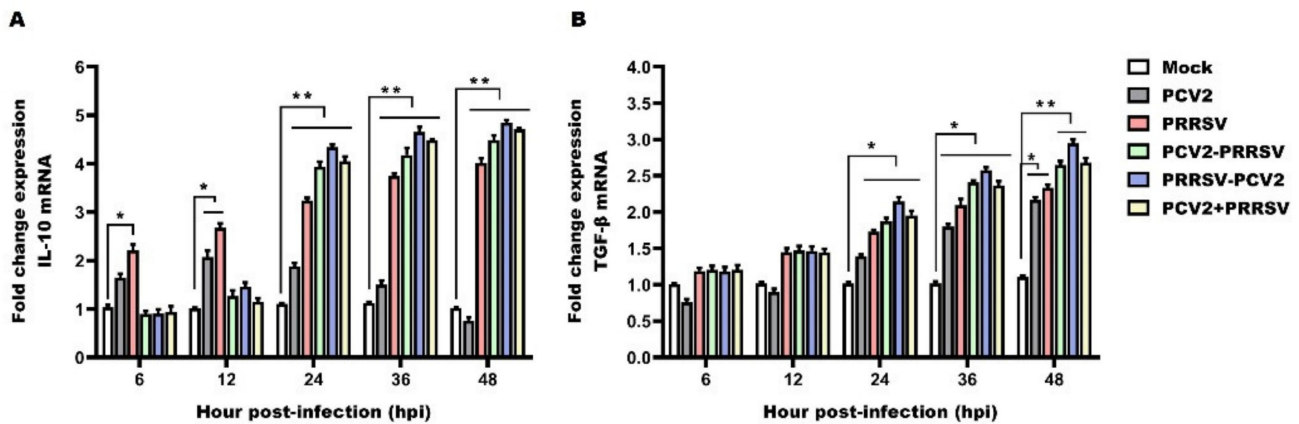 A
Fold change expression
IL-10 mRNA
6
5
4
3
2
1
0
*
*
**
**
**
6 12 24 36 48
Hour post-infection (hpi)
B
Fold change expression
TGF-β mRNA
4.0
3.5
3.0
2.5
2.0
1.5
1.0
0.5
0.0
*
*
*
**
6 12 24 36 48
Hour post-infection (hpi)
Mock
PCV2
PRRSV
PCV2-PRRSV
PRRSV-PCV2
PCV2+PRRSV